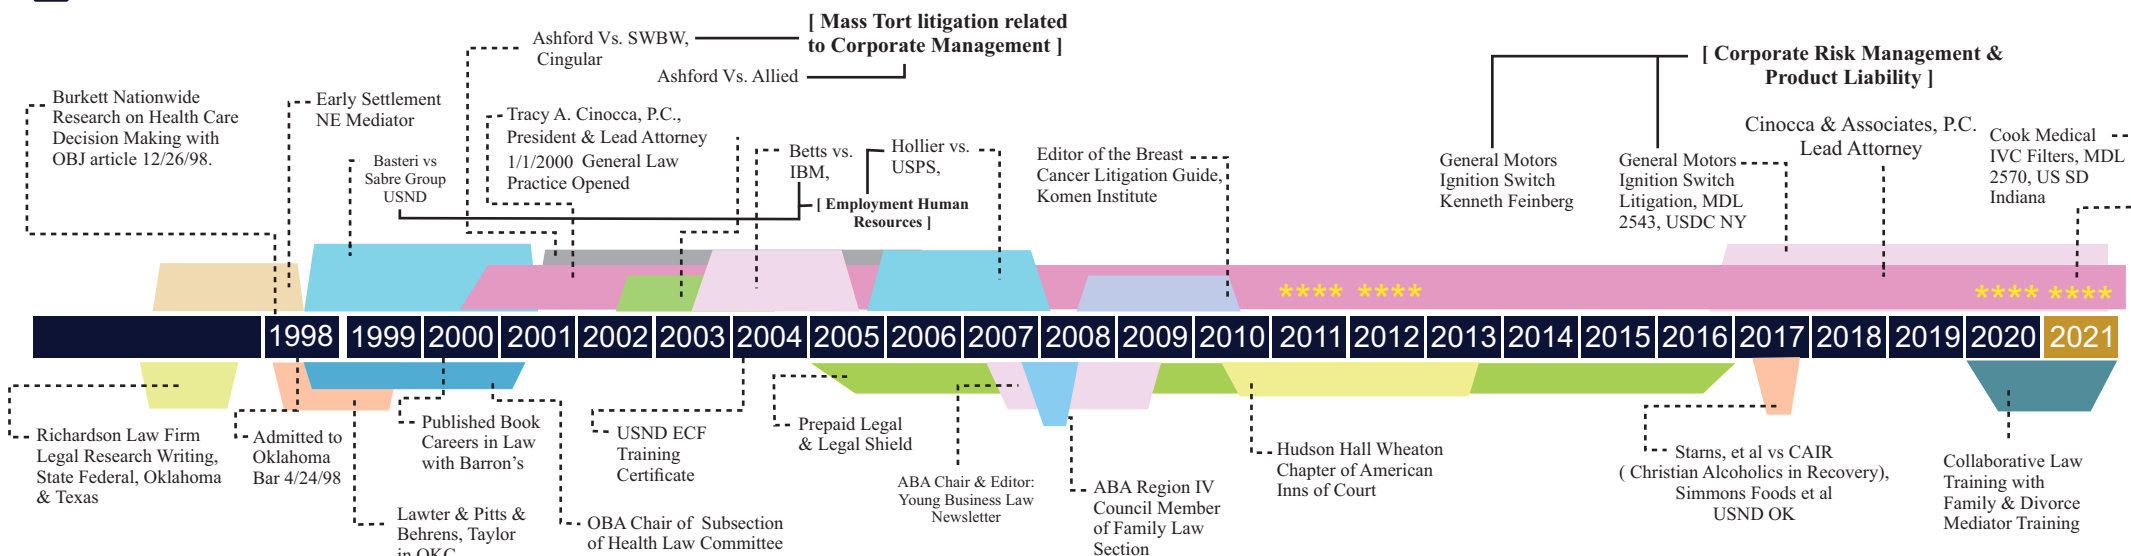 [ Mass Tort litigation related
to Corporate Management ]
Ashford Vs. SWBW,
Cingular
Ashford Vs. Allied
[ Corporate Risk Management &
Product Liability ]
Burkett Nationwide
Research on Health Care
Decision Making with
OBJ article 12/26/98.
Early Settlement
NE Mediator
Basteri vs
Sabre Group
USND
Tracy A. Cinocca, P.C.,
President & Lead Attorney
1/1/2000 General Law
Practice Opened
Betts vs.
IBM,
Hollier vs.
USPS,
[ Employment Human
Resources ]
Editor of the Breast
Cancer Litigation Guide,
Komen Institute
General Motors
Ignition Switch
Kenneth Feinberg
General Motors
Ignition Switch
Litigation, MDL
2543, USDC NY
Cinocca & Associates, P.C.
Lead Attorney
Cook Medical
IVC Filters, MDL
2570, US SD
Indiana
**** **** **** ****
1998 1999 2000 2001 2002 2003 2004 2005 2006 2007 2008 2009 2010 2011 2012 2013 2014 2015 2016 2017 2018 2019 2020 2021
Richardson Law Firm
Legal Research Writing,
State Federal, Oklahoma
& Texas
Admitted to
Oklahoma
Bar 4/24/98
Lawter & Pitts &
Behrens, Taylor
in OKC
Published Book
Careers in Law
with Barron's
OBA Chair of Subsection
of Health Law Committee
USND ECF
Training
Certificate
Prepaid Legal
& Legal Shield
ABA Chair & Editor:
Young Business Law
Newsletter
ABA Region IV
Council Member
of Family Law
Section
Hudson Hall Wheaton
Chapter of American
Inns of Court
Starns, et al vs CAIR
( Christian Alcoholics in Recovery),
Simmons Foods et al
USND OK
Collaborative Law
Training with
Family & Divorce
Mediator Training